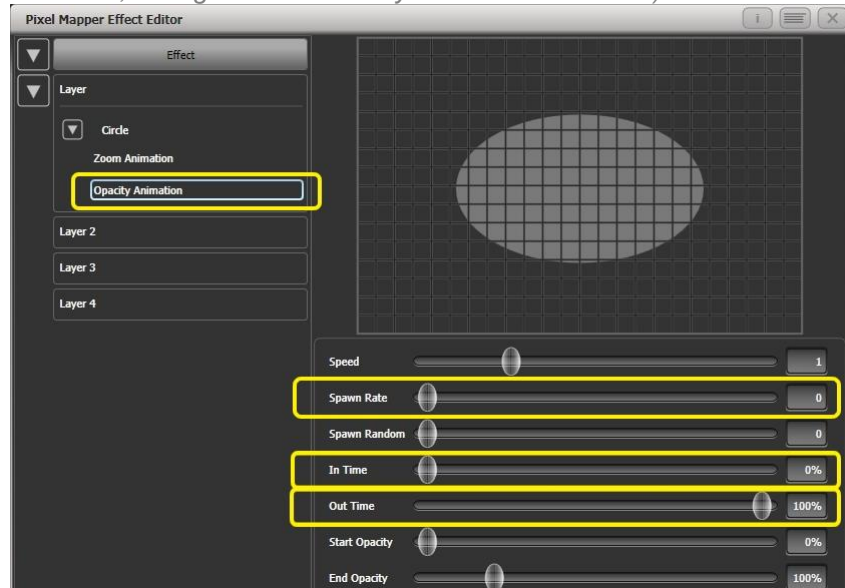 Pixel Mapper Effect Editor
i
X
Effect
Layer
Circle
Zoom Animation
Opacity Animation
Layer 2
Layer 3
Layer 4
Speed 1
Spawn Rate 0
Spawn Random 0
In Time 0%
Out Time 100%
Start Opacity 0%
End Opacity 100%